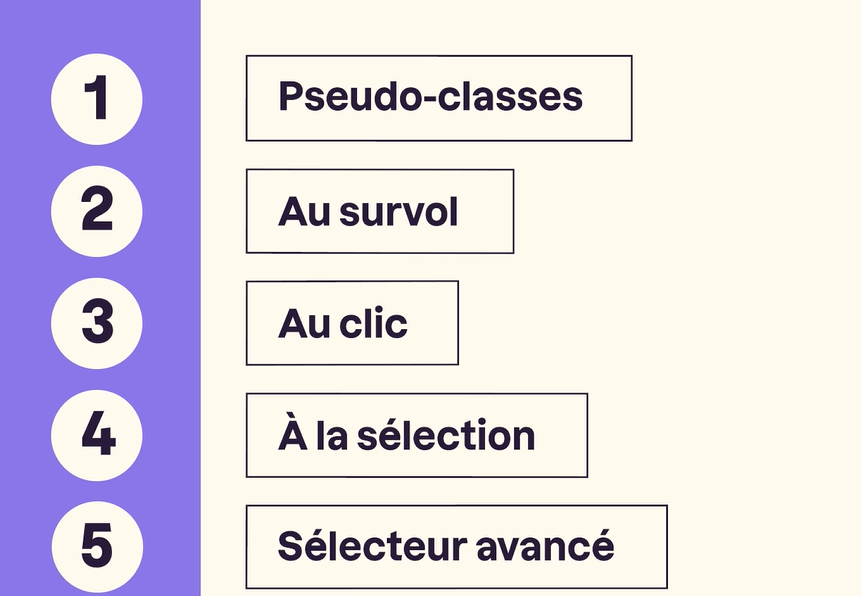 1 Pseudo-classes
2 Au survol
3 Au clic
4 À la sélection
5 Sélecteur avancé